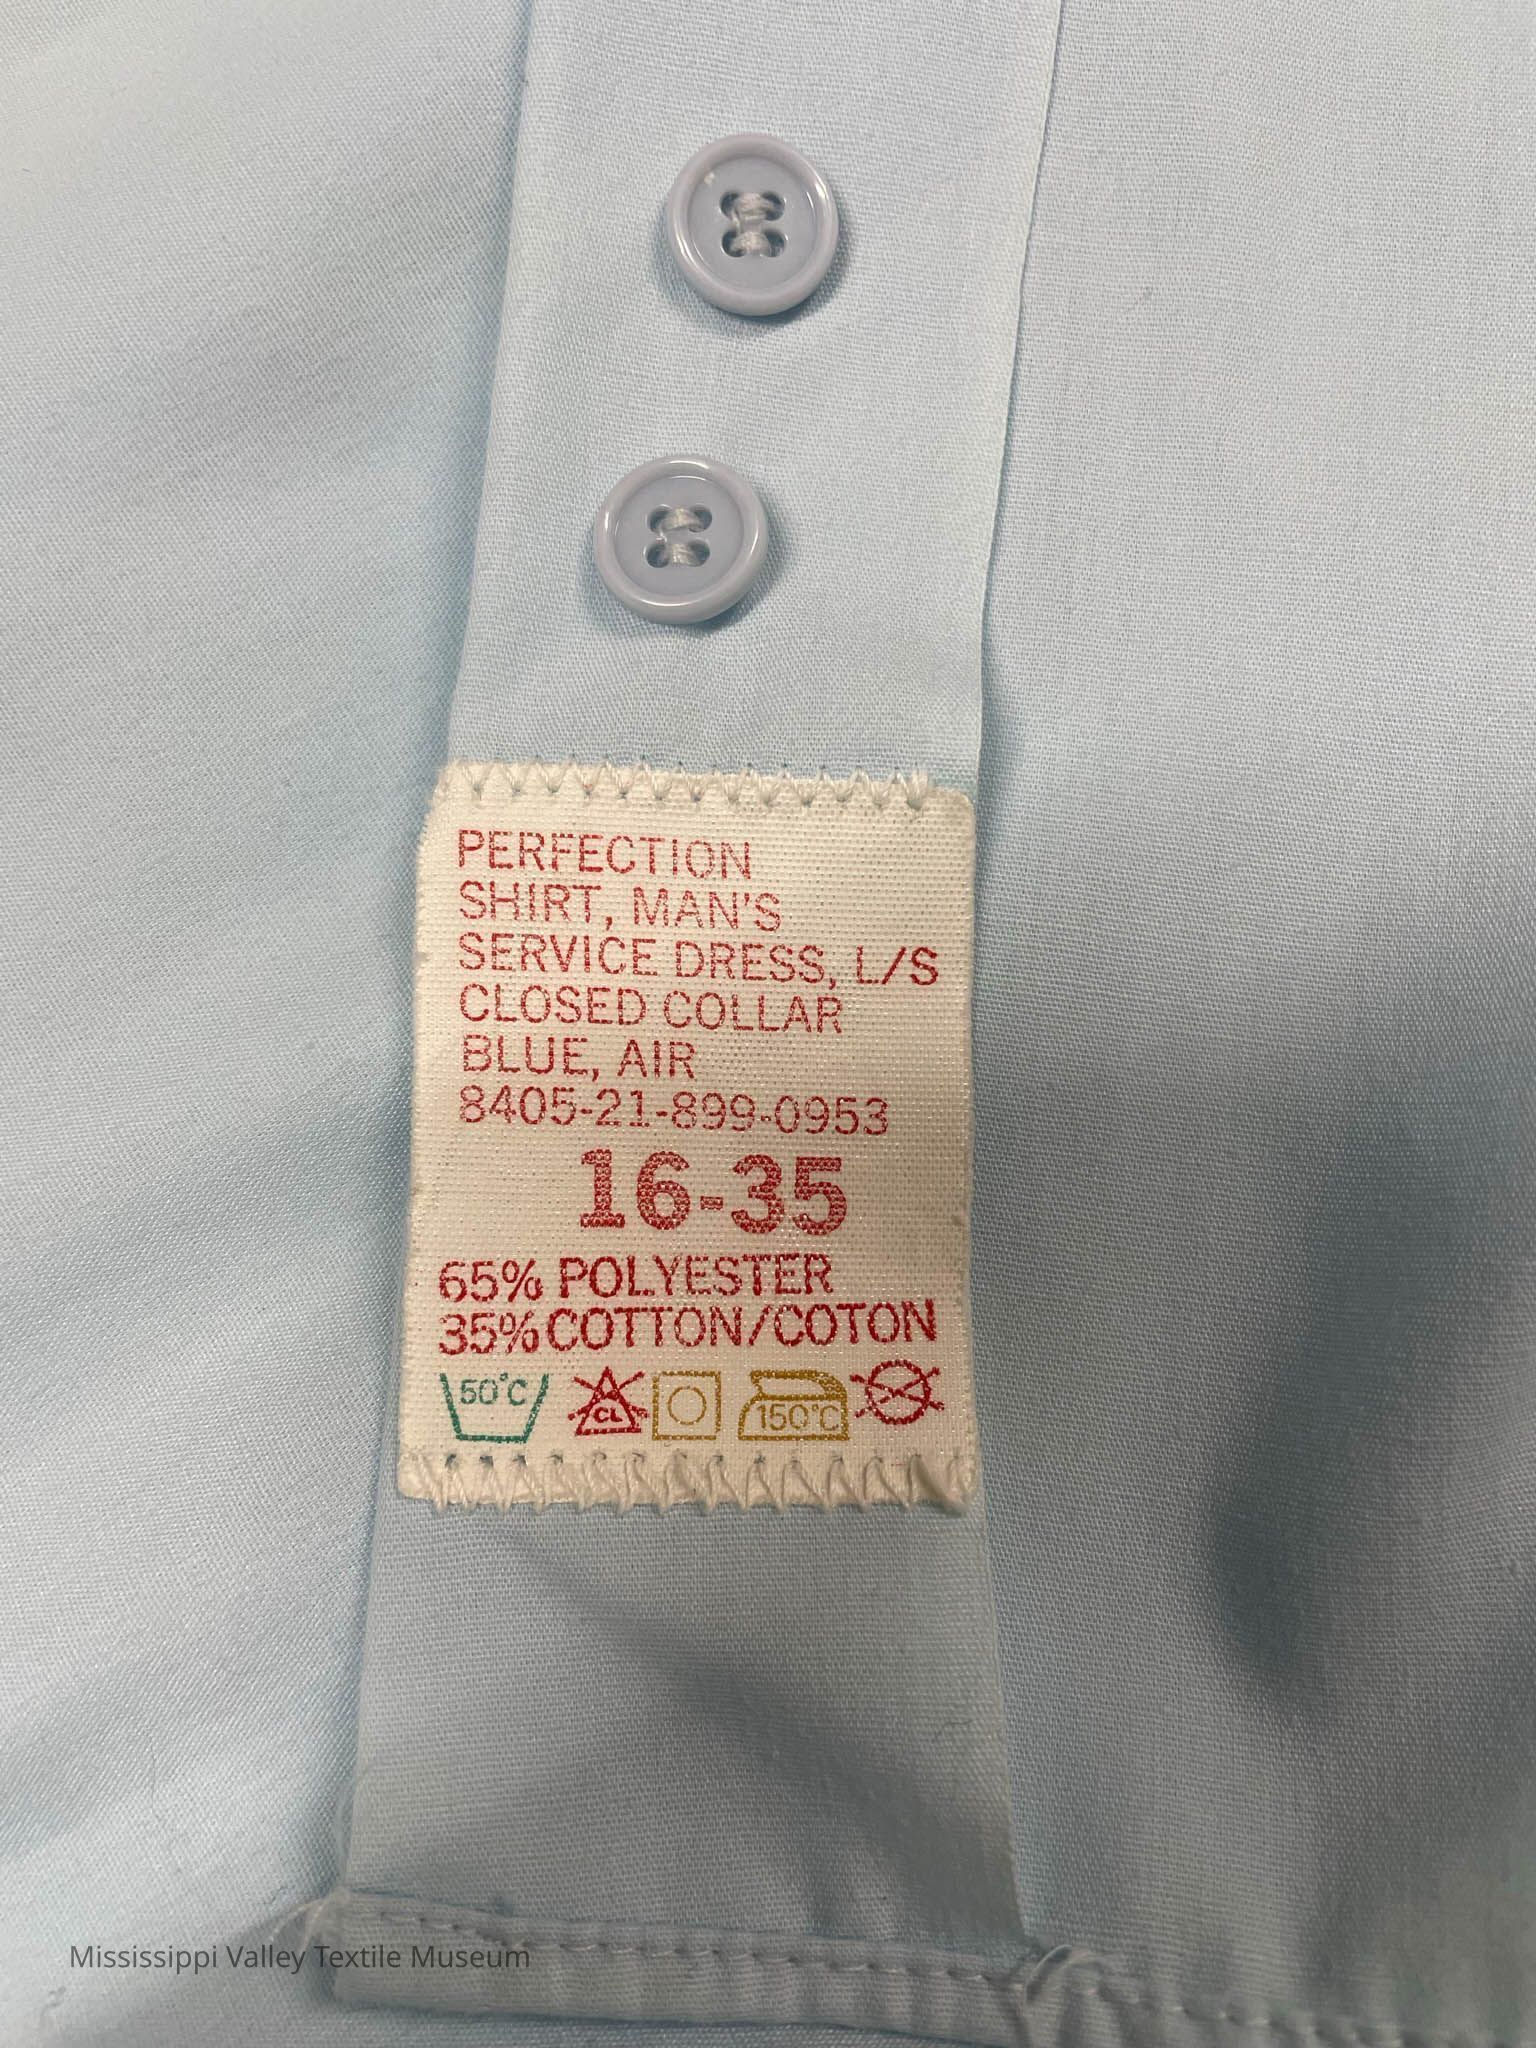 PERFECTION
SHIRT, MAN'S
SERVICE DRESS, L/S
CLOSED COLLAR
BLUE, AIR
8405-21-899-0953
16-35
65% POLYESTER
35% COTTON/COTON
50°C CL 150°C
Mississippi Valley Textile Museum